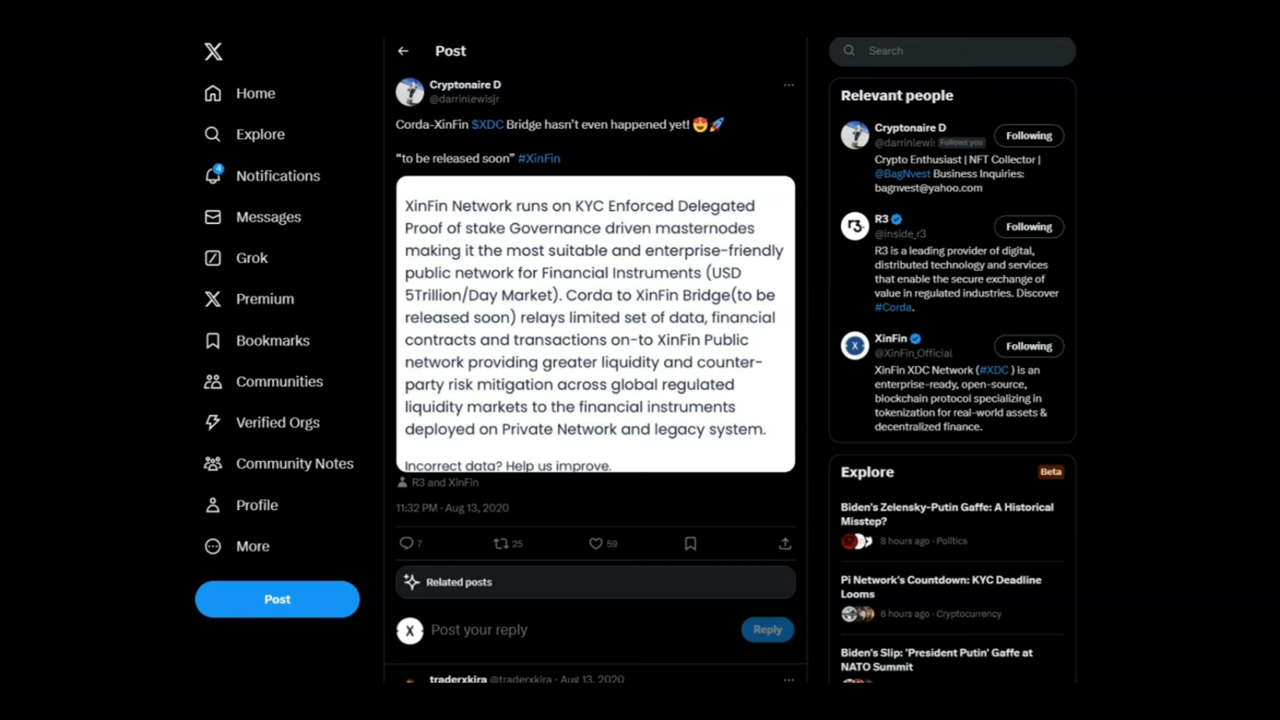 Home
Explore
4
Notifications
Messages
Grok
Premium
Bookmarks
Communities
Verified Orgs
Community Notes
Profile
More
Post
Post
Cryptonaire D
@darrinlewisjr
Corda-XinFin $XDC Bridge hasn't even happened yet! 😍🚀
“to be released soon” #XinFin
XinFin Network runs on KYC Enforced Delegated
Proof of stake Governance driven masternodes
making it the most suitable and enterprise-friendly
public network for Financial Instruments (USD
5Trillion/Day Market). Corda to XinFin Bridge(to be
released soon) relays limited set of data, financial
contracts and transactions on-to XinFin Public
network providing greater liquidity and counter-
party risk mitigation across global regulated
liquidity markets to the financial instruments
deployed on Private Network and legacy system.
Incorrect data? Help us improve.
R3 and XinFin
11:32 PM · Aug 13, 2020
7 25 59
Related posts
Post your reply
Reply
traderxkira @traderxkira · Aug 13, 2020
Search
Relevant people
Cryptonaire D
@darrinlewis Follows you
Following
Crypto Enthusiast | NFT Collector |
@BagNvest Business Inquiries:
bagnvest@yahoo.com
R3
@inside_r3
Following
R3 is a leading provider of digital,
distributed technology and services
that enable the secure exchange of
value in regulated industries. Discover
#Corda.
XinFin
@XinFin_Official
Following
XinFin XDC Network (#XDC ) is an
enterprise-ready, open-source,
blockchain protocol specializing in
tokenization for real-world assets &
decentralized finance.
Explore
Beta
Biden's Zelensky-Putin Gaffe: A Historical
Misstep?
8 hours ago · Politics
Pi Network's Countdown: KYC Deadline
Looms
6 hours ago · Cryptocurrency
Biden's Slip: 'President Putin' Gaffe at
NATO Summit